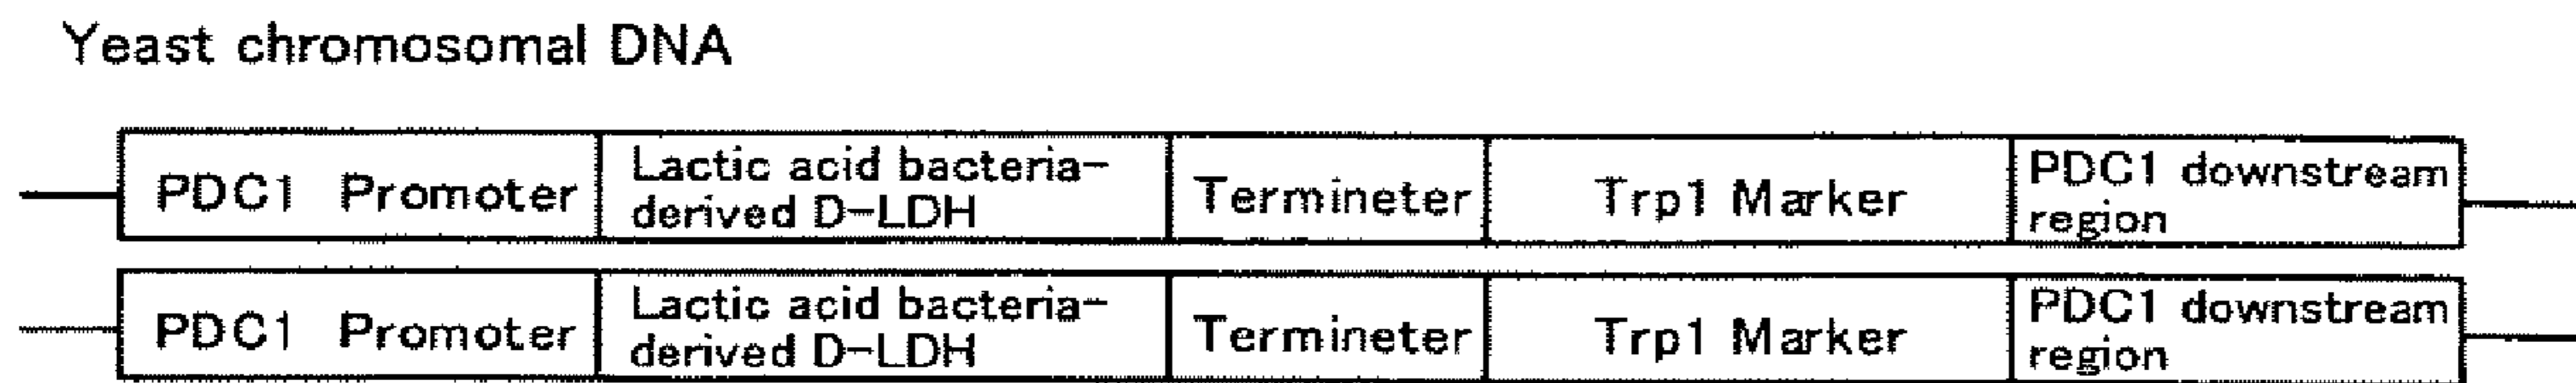 Yeast chromosomal DNA
PDC1 Promoter
Lactic acid bacteria-
derived D-LDH
Termineter
Trp1 Marker
PDC1 downstream
region
PDC1 Promoter
Lactic acid bacteria-
derived D-LDH
Termineter
Trp1 Marker
PDC1 downstream
region